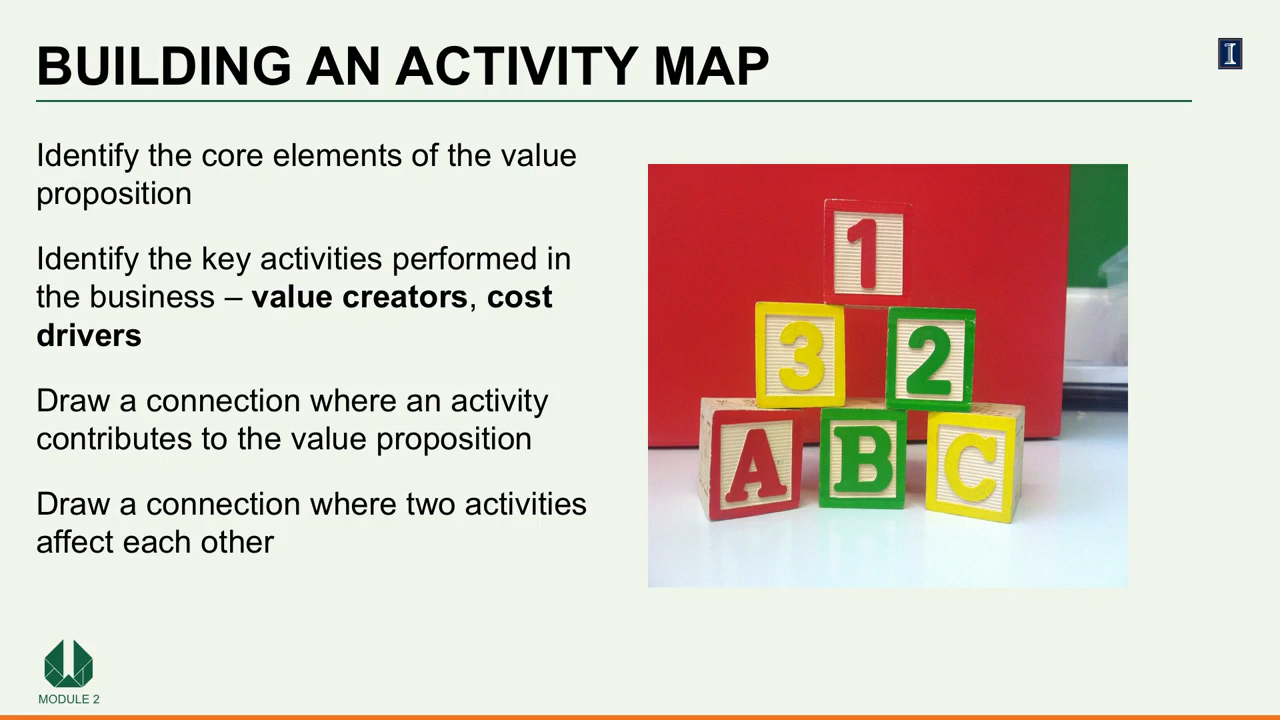 BUILDING AN ACTIVITY MAP
I
Identify the core elements of the value
proposition
Identify the key activities performed in
the business – value creators, cost
drivers
Draw a connection where an activity
contributes to the value proposition
Draw a connection where two activities
affect each other
1
3 2
A B C
MODULE 2